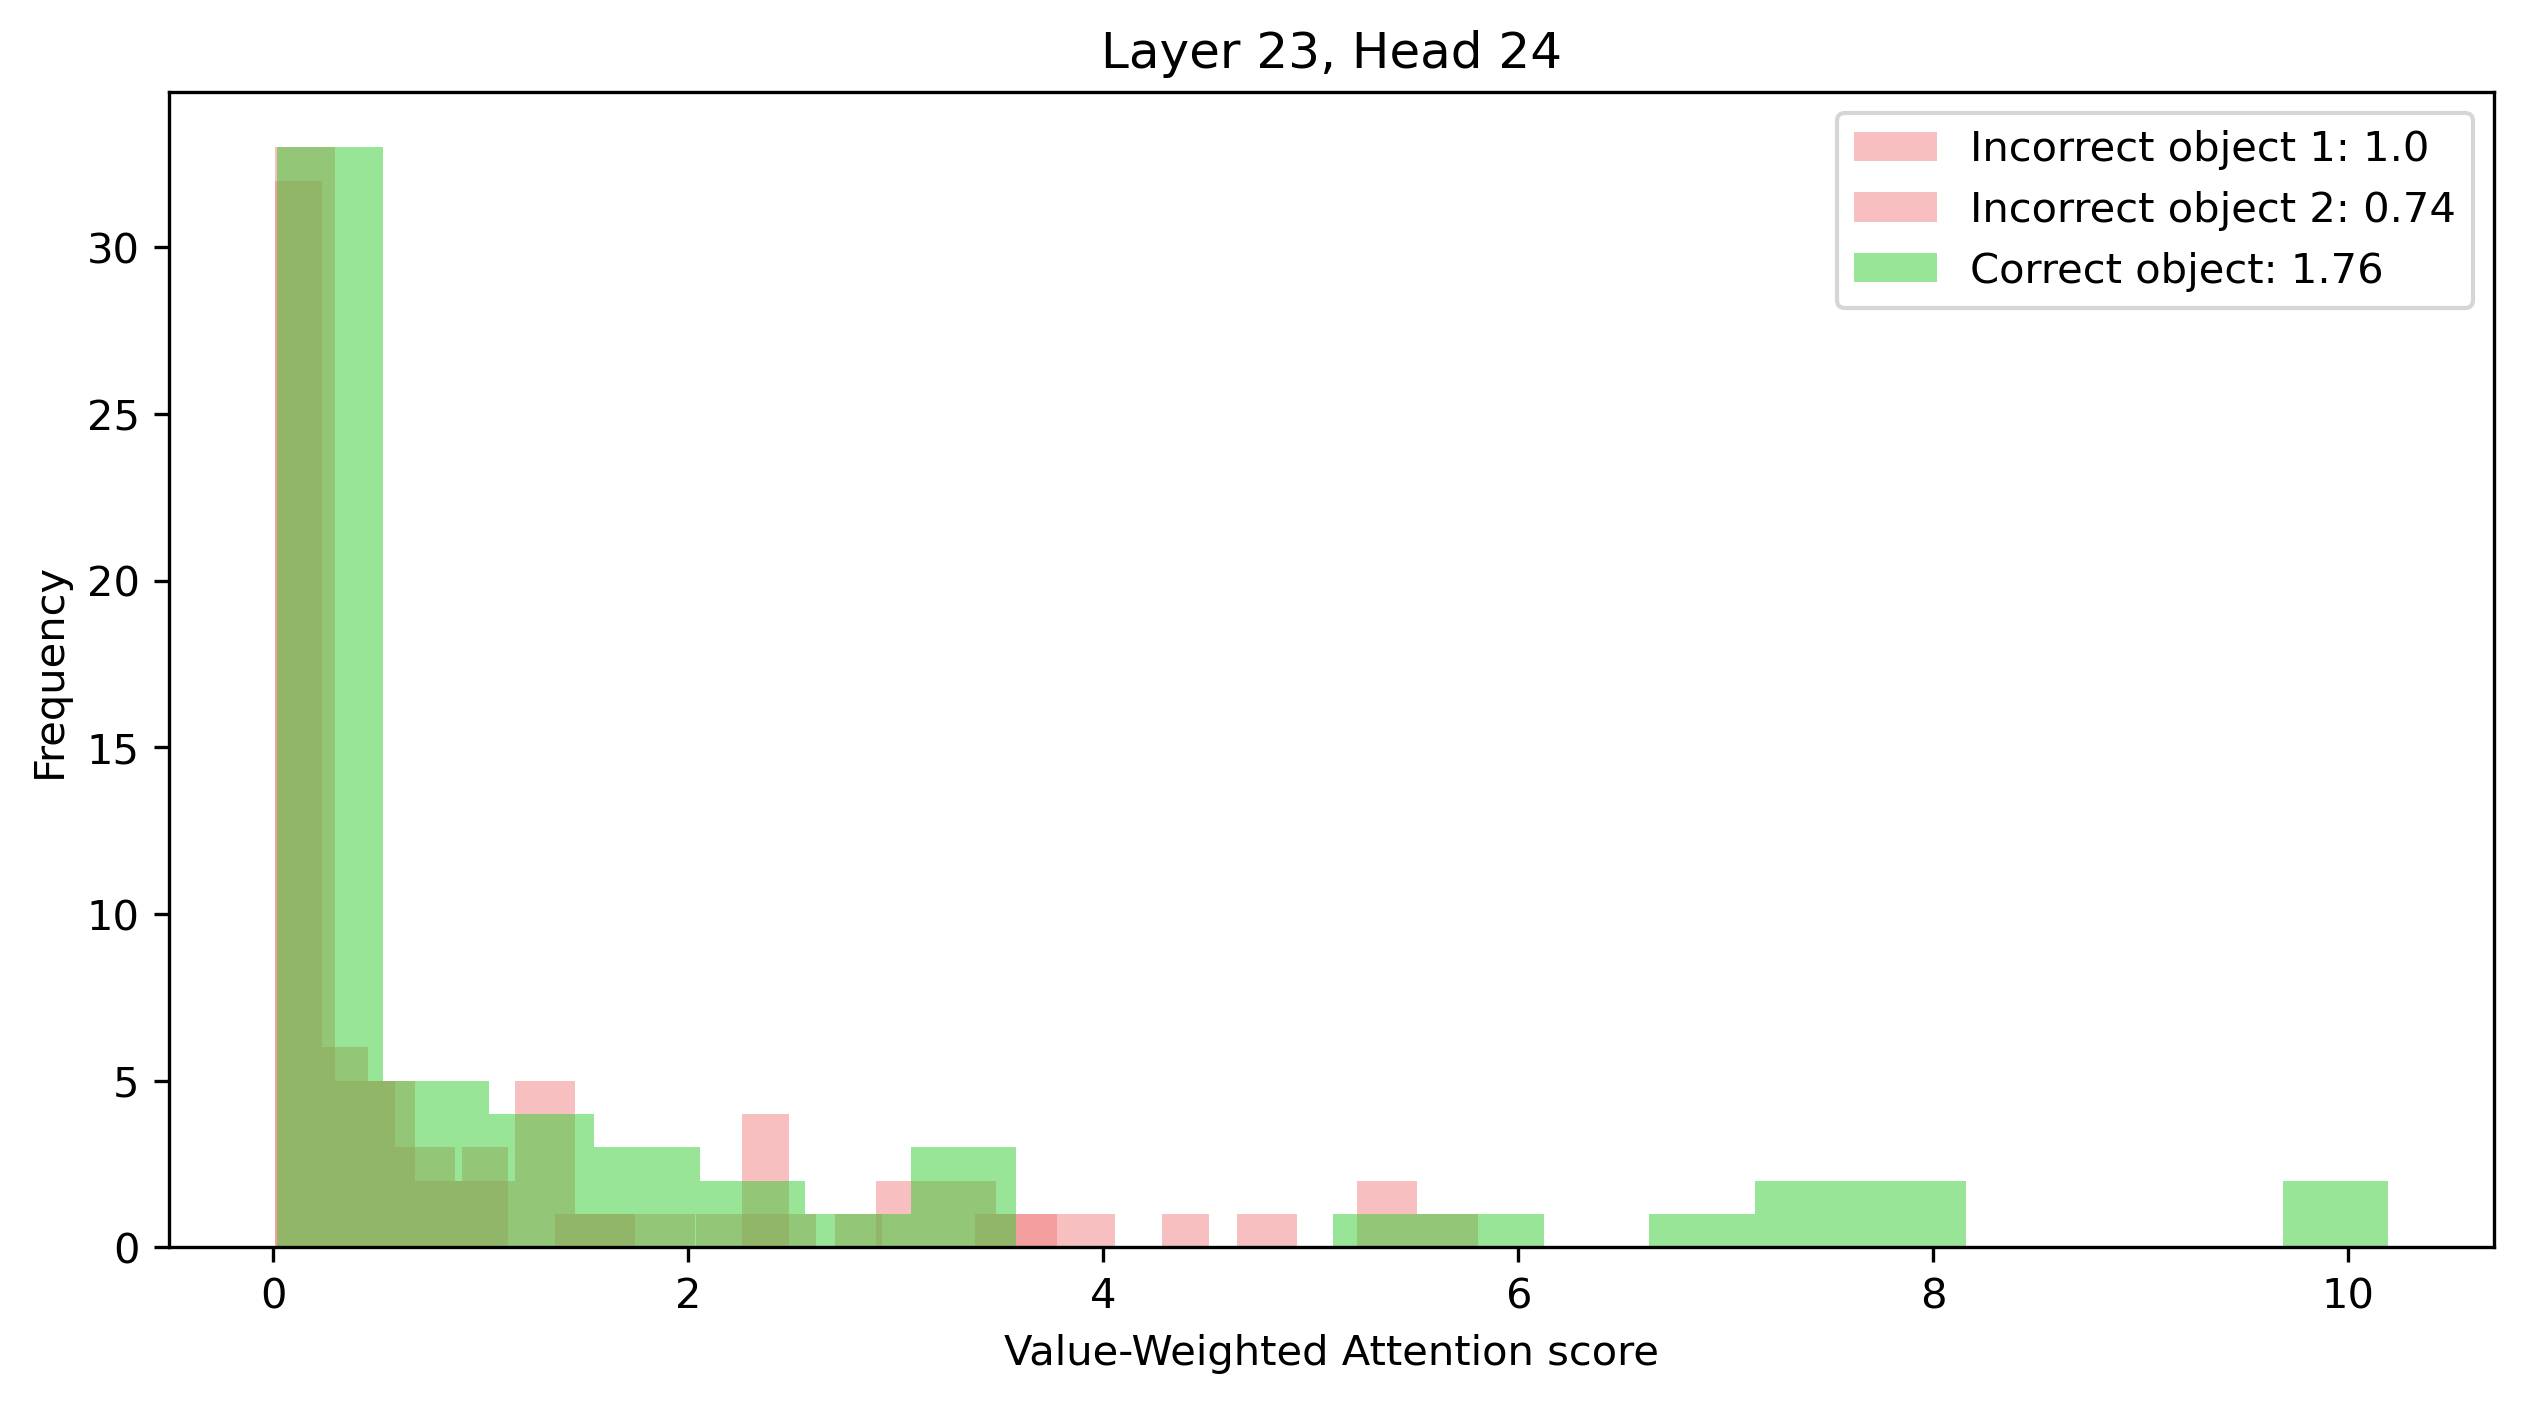 Layer 23, Head 24
Incorrect object 1: 1.0
Incorrect object 2: 0.74
Correct object: 1.76
Frequency
30
25
20
15
10
5
0
0 2 4 6 8 10
Value-Weighted Attention score